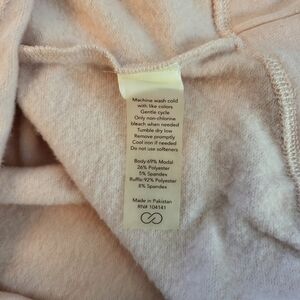 Machine wash cold
with like colors
Gentle cycle
Only non-chlorine
bleach when needed
Tumble dry low
Remove promptly
Cool iron if needed
Do not use softeners
Body:69% Modal
26% Polyester
5% Spandex
Ruffle:92% Polyester
8% Spandex
Made in Pakistan
RN# 104141